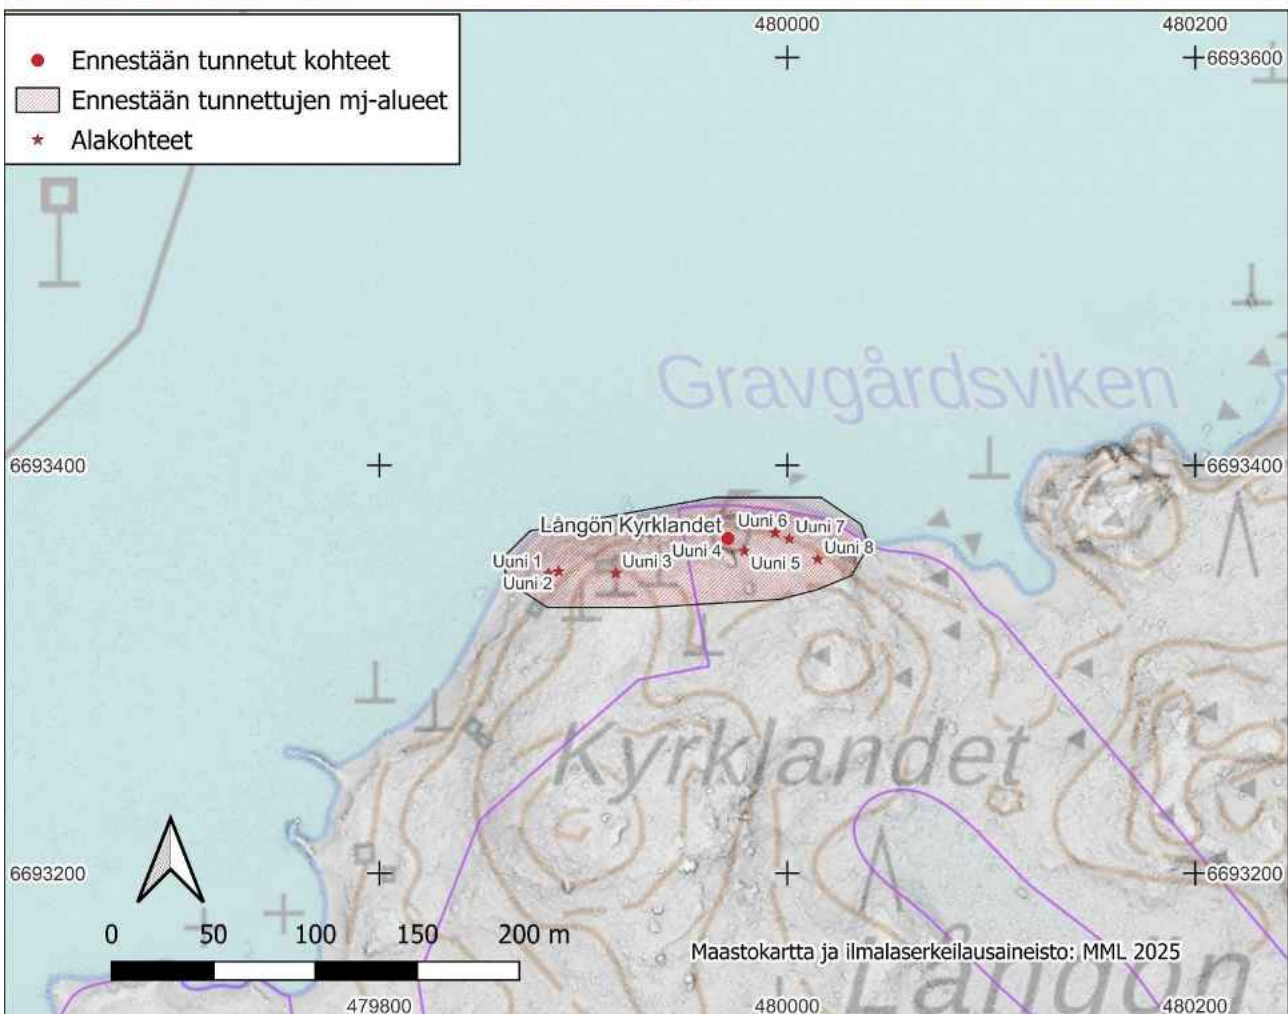 480000 480200
Ennestään tunnetut kohteet
6693600
Ennestään tunnettujen mj-alueet
Alakohteet
Gravgårdsviken
6693400
6693400
Långön Kyrklandet
Uuni 6
Uuni 7
Uuni 4
Uuni 8
Uuni 1
Uuni 3
Uuni 5
Uuni 2
Kyrklandet
6693200
6693200
0 50 100 150 200 m
Maastokartta ja ilmalaserkeilausaineisto: MML 2025
Långön
479800 480000 480200